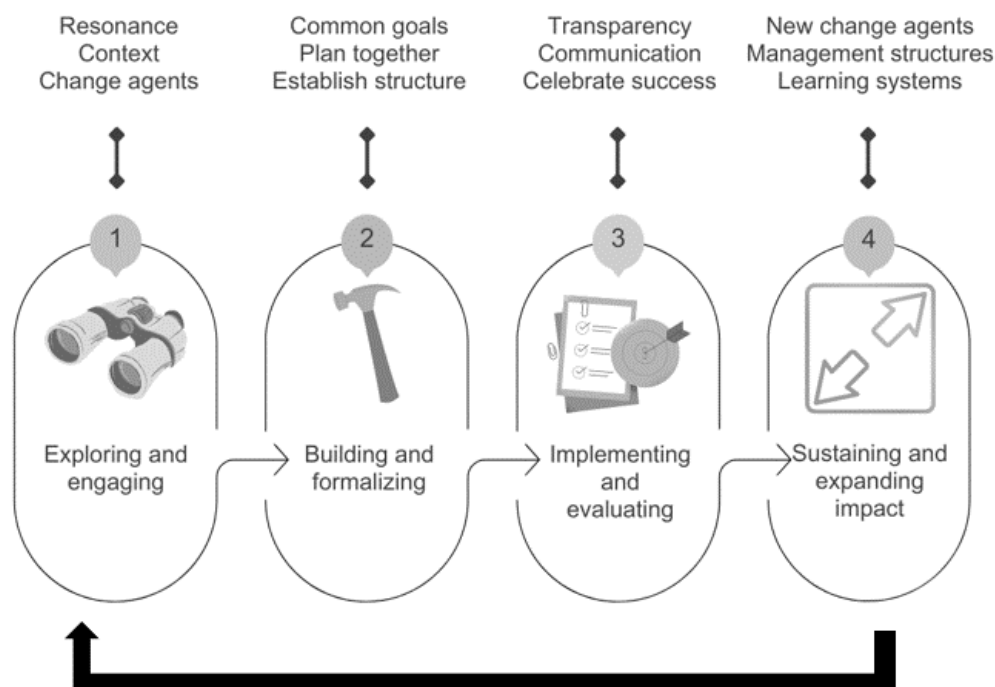 Resonance
Context
Change agents
Common goals
Plan together
Establish structure
Transparency
Communication
Celebrate success
New change agents
Management structures
Learning systems
1
2
3
4
Exploring and
engaging
Building and
formalizing
Implementing
and
evaluating
Sustaining and
expanding
impact